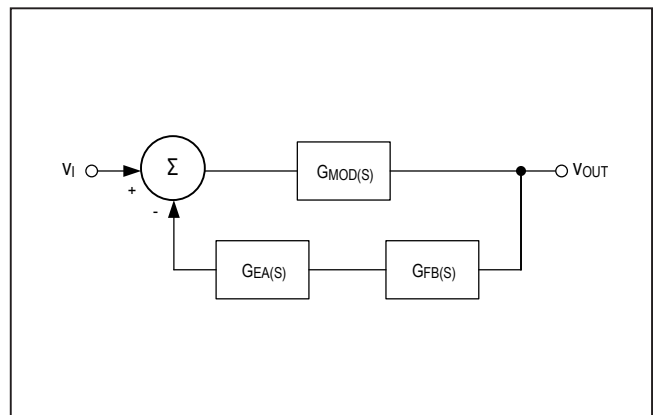 VI
+
-
Σ
GMOD(S)
VOUT
GEA(S)
GFB(S)